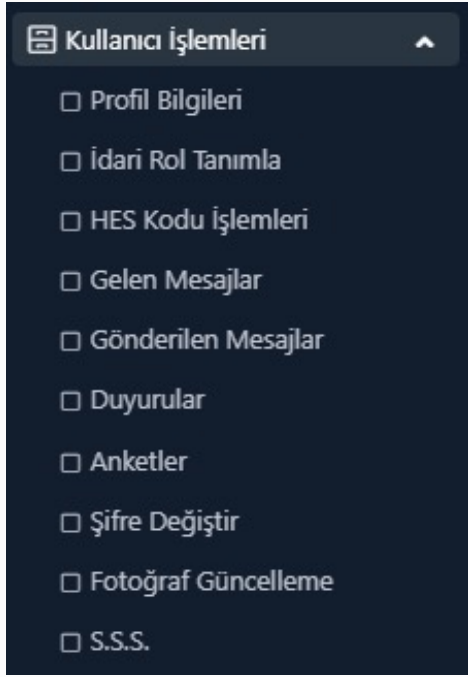 Kullanıcı İşlemleri
Profil Bilgileri
İdari Rol Tanımla
HES Kodu İşlemleri
Gelen Mesajlar
Gönderilen Mesajlar
Duyurular
Anketler
Şifre Değiştir
Fotoğraf Güncelleme
S.S.S.